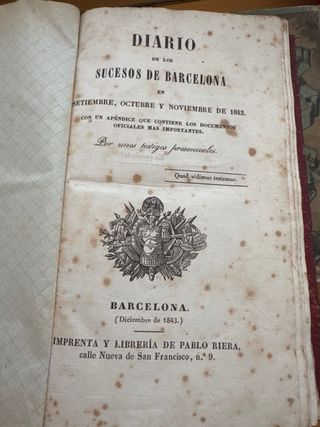 DIARIO
DE LOS
SUCESOS DE BARCELONA
EN
SETIEMBRE, OCTUBRE Y NOVIEMBRE DE 1843.
CON UN APÉNDICE QUE CONTIENE LOS DOCUMENTOS
OFICIALES MAS IMPORTANTES.
Por unos testigos presenciales.
Quod vidimus testamur.
BARCELONA.
(Diciembre de 1843.)
IMPRENTA Y LIBRERÍA DE PABLO RIERA,
calle Nueva de San Francisco, n.º 9.